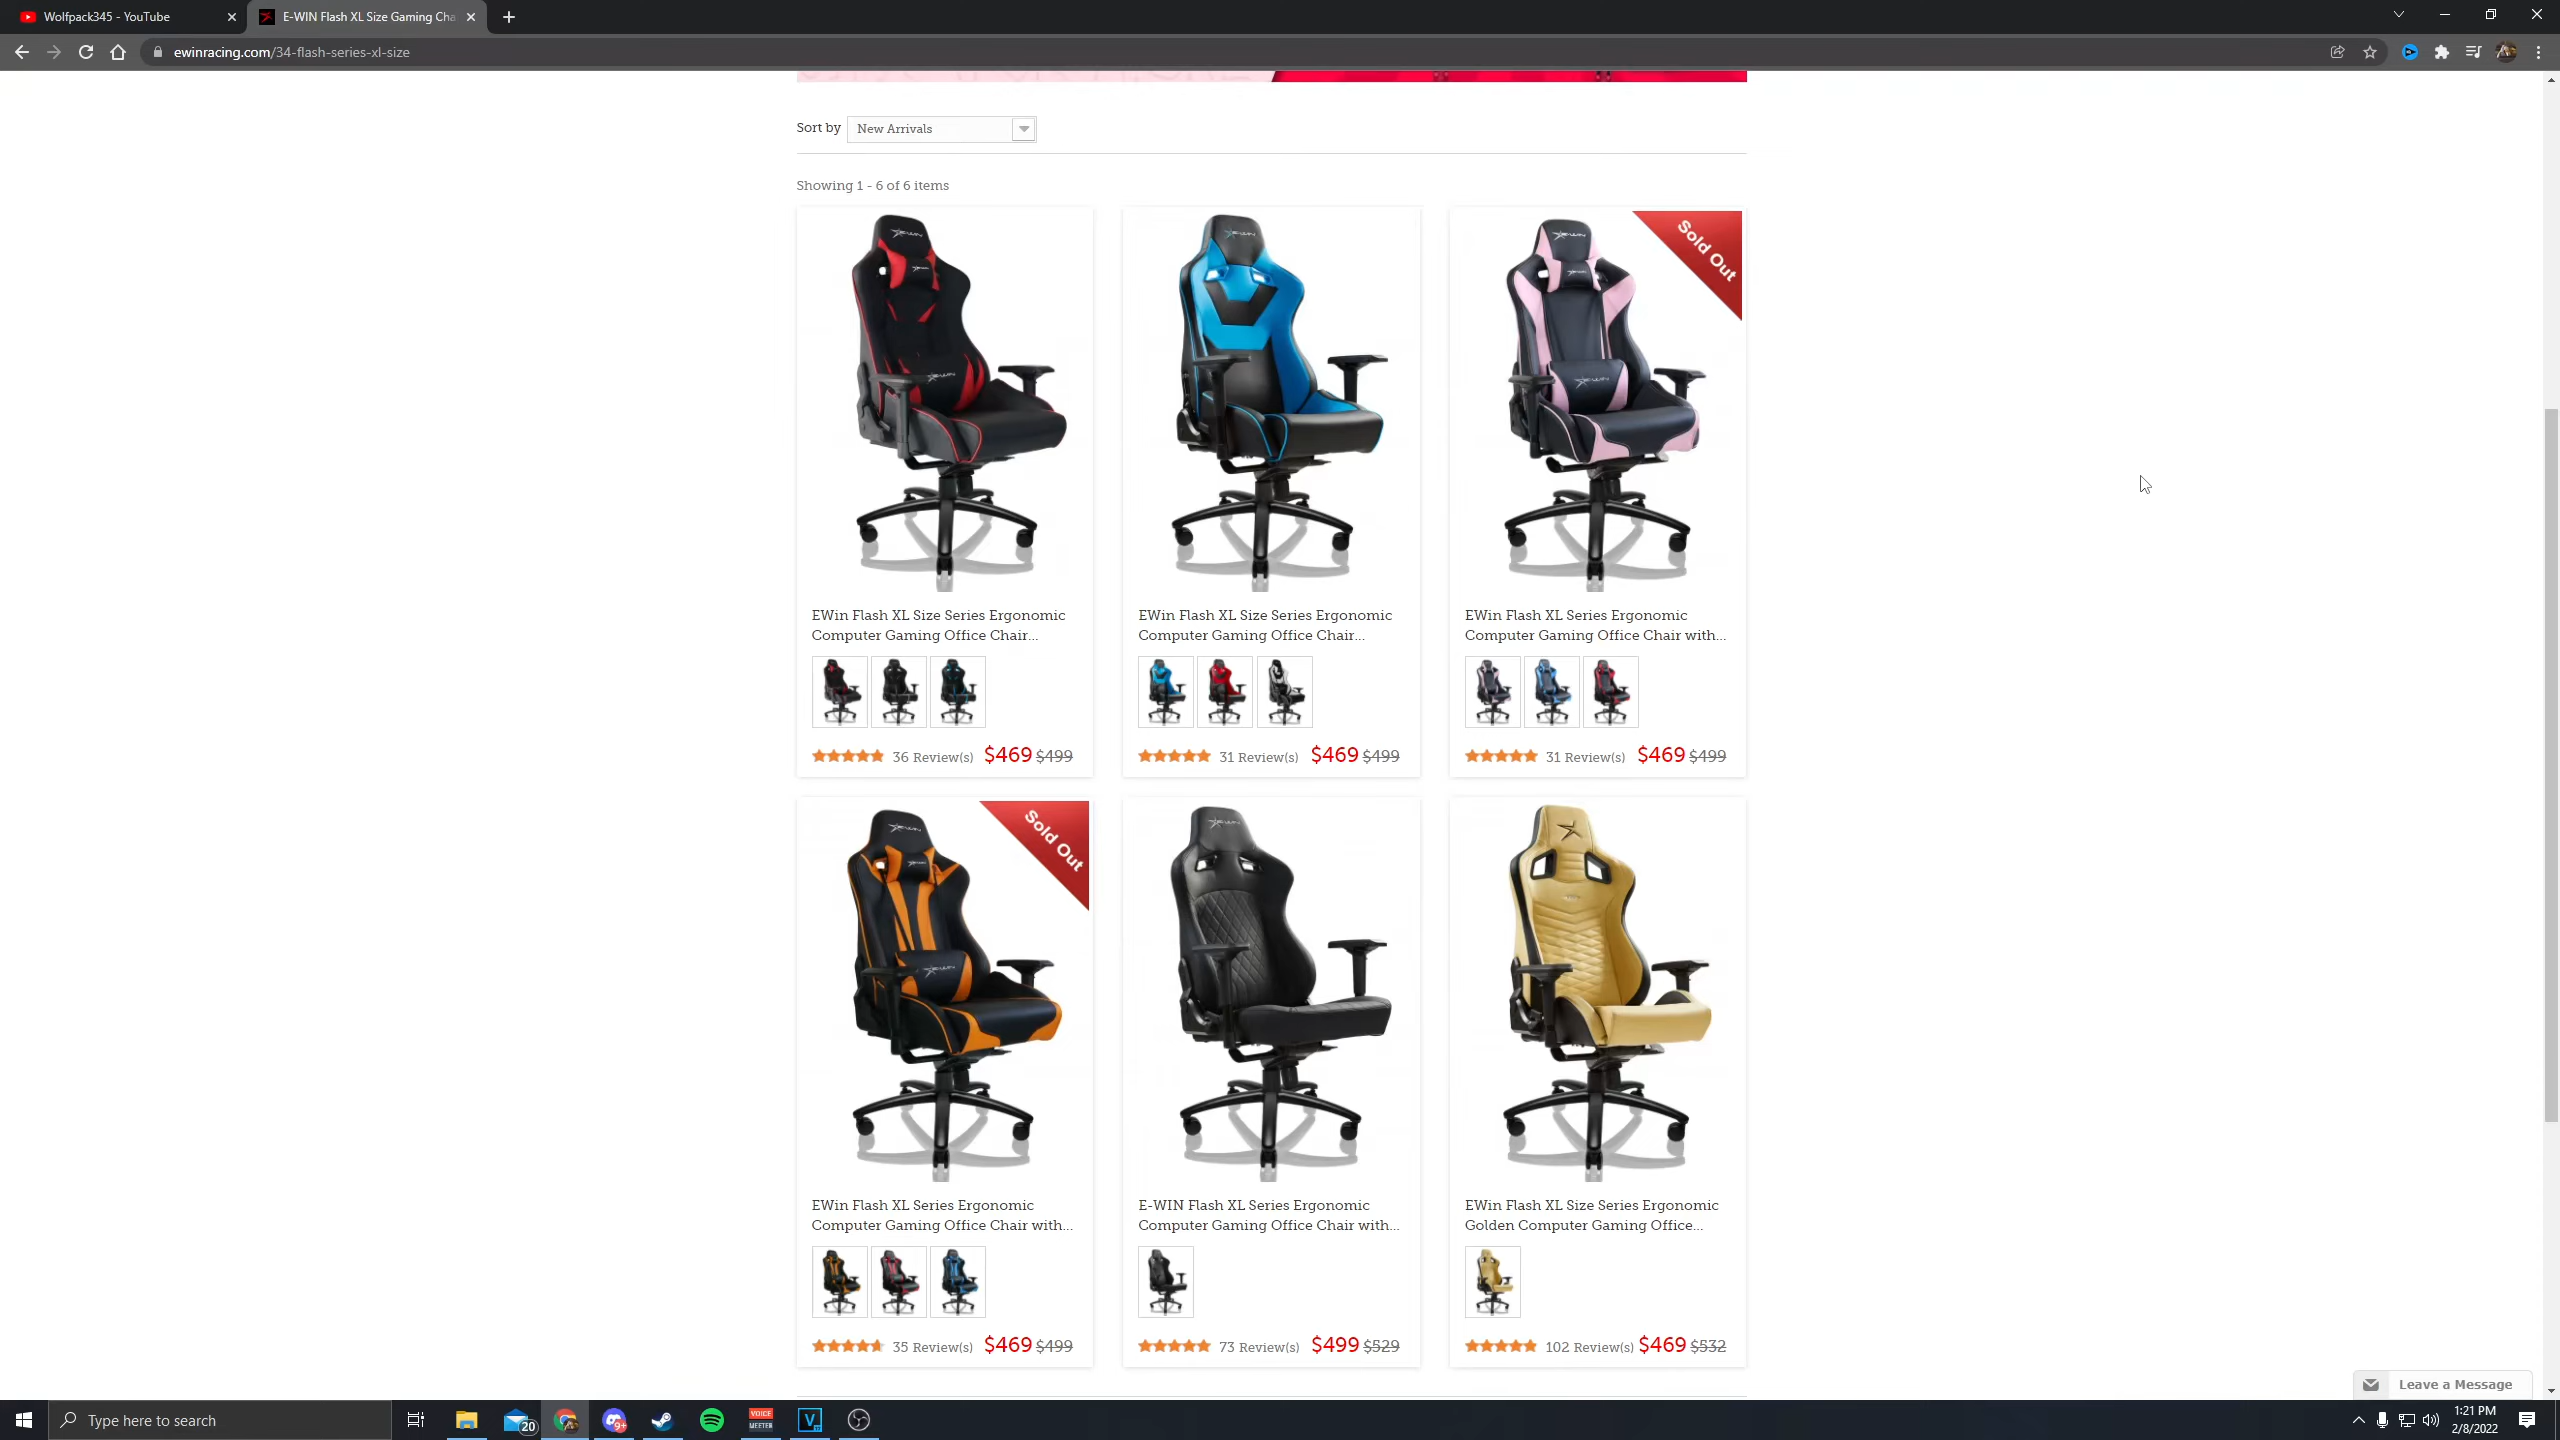 Wolfpack345 - YouTube
E-WIN Flash XL Size Gaming Cha
ewinracing.com/34-flash-series-xl-size
Sort by New Arrivals
Showing 1 - 6 of 6 items
Sold Out
EWin Flash XL Size Series Ergonomic
Computer Gaming Office Chair...
36 Review(s) $469 $499
EWin Flash XL Size Series Ergonomic
Computer Gaming Office Chair...
31 Review(s) $469 $499
EWin Flash XL Series Ergonomic
Computer Gaming Office Chair with...
31 Review(s) $469 $499
Sold Out
EWin Flash XL Series Ergonomic
Computer Gaming Office Chair with...
35 Review(s) $469 $499
E-WIN Flash XL Series Ergonomic
Computer Gaming Office Chair with...
73 Review(s) $499 $529
EWin Flash XL Size Series Ergonomic
Golden Computer Gaming Office...
102 Review(s) $469 $532
Leave a Message
Type here to search
20
9+
VOICE
MEETER
V
1:21 PM
2/8/2022